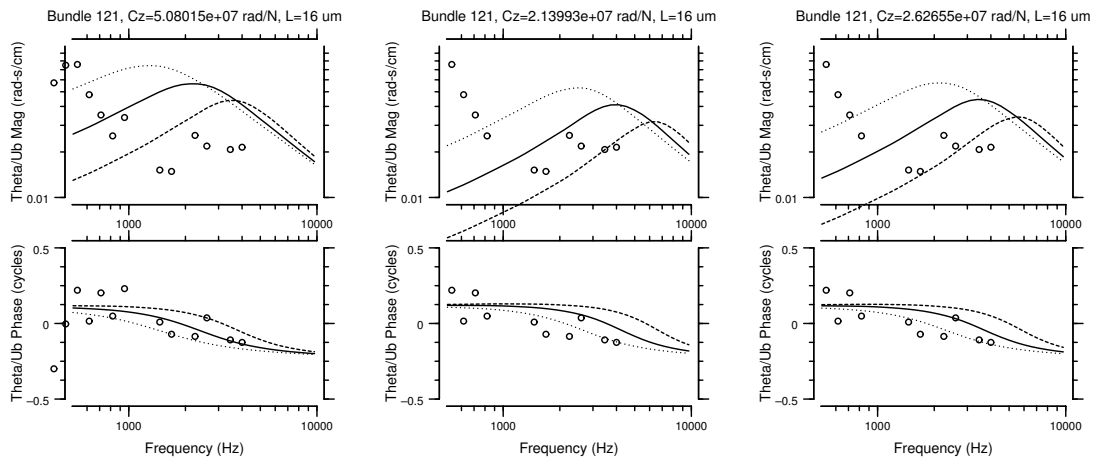 Bundle 121, Cz=5.08015e+07 rad/N, L=16 um
Theta/Ub Mag (rad-s/cm)
0.01
1000
10000
Theta/Ub Phase (cycles)
0.5
0
−0.5
1000
10000
Frequency (Hz)
Bundle 121, Cz=2.13993e+07 rad/N, L=16 um
Theta/Ub Mag (rad-s/cm)
0.01
1000
10000
Theta/Ub Phase (cycles)
0.5
0
−0.5
1000
10000
Frequency (Hz)
Bundle 121, Cz=2.62655e+07 rad/N, L=16 um
Theta/Ub Mag (rad-s/cm)
0.01
1000
10000
Theta/Ub Phase (cycles)
0.5
0
−0.5
1000
10000
Frequency (Hz)